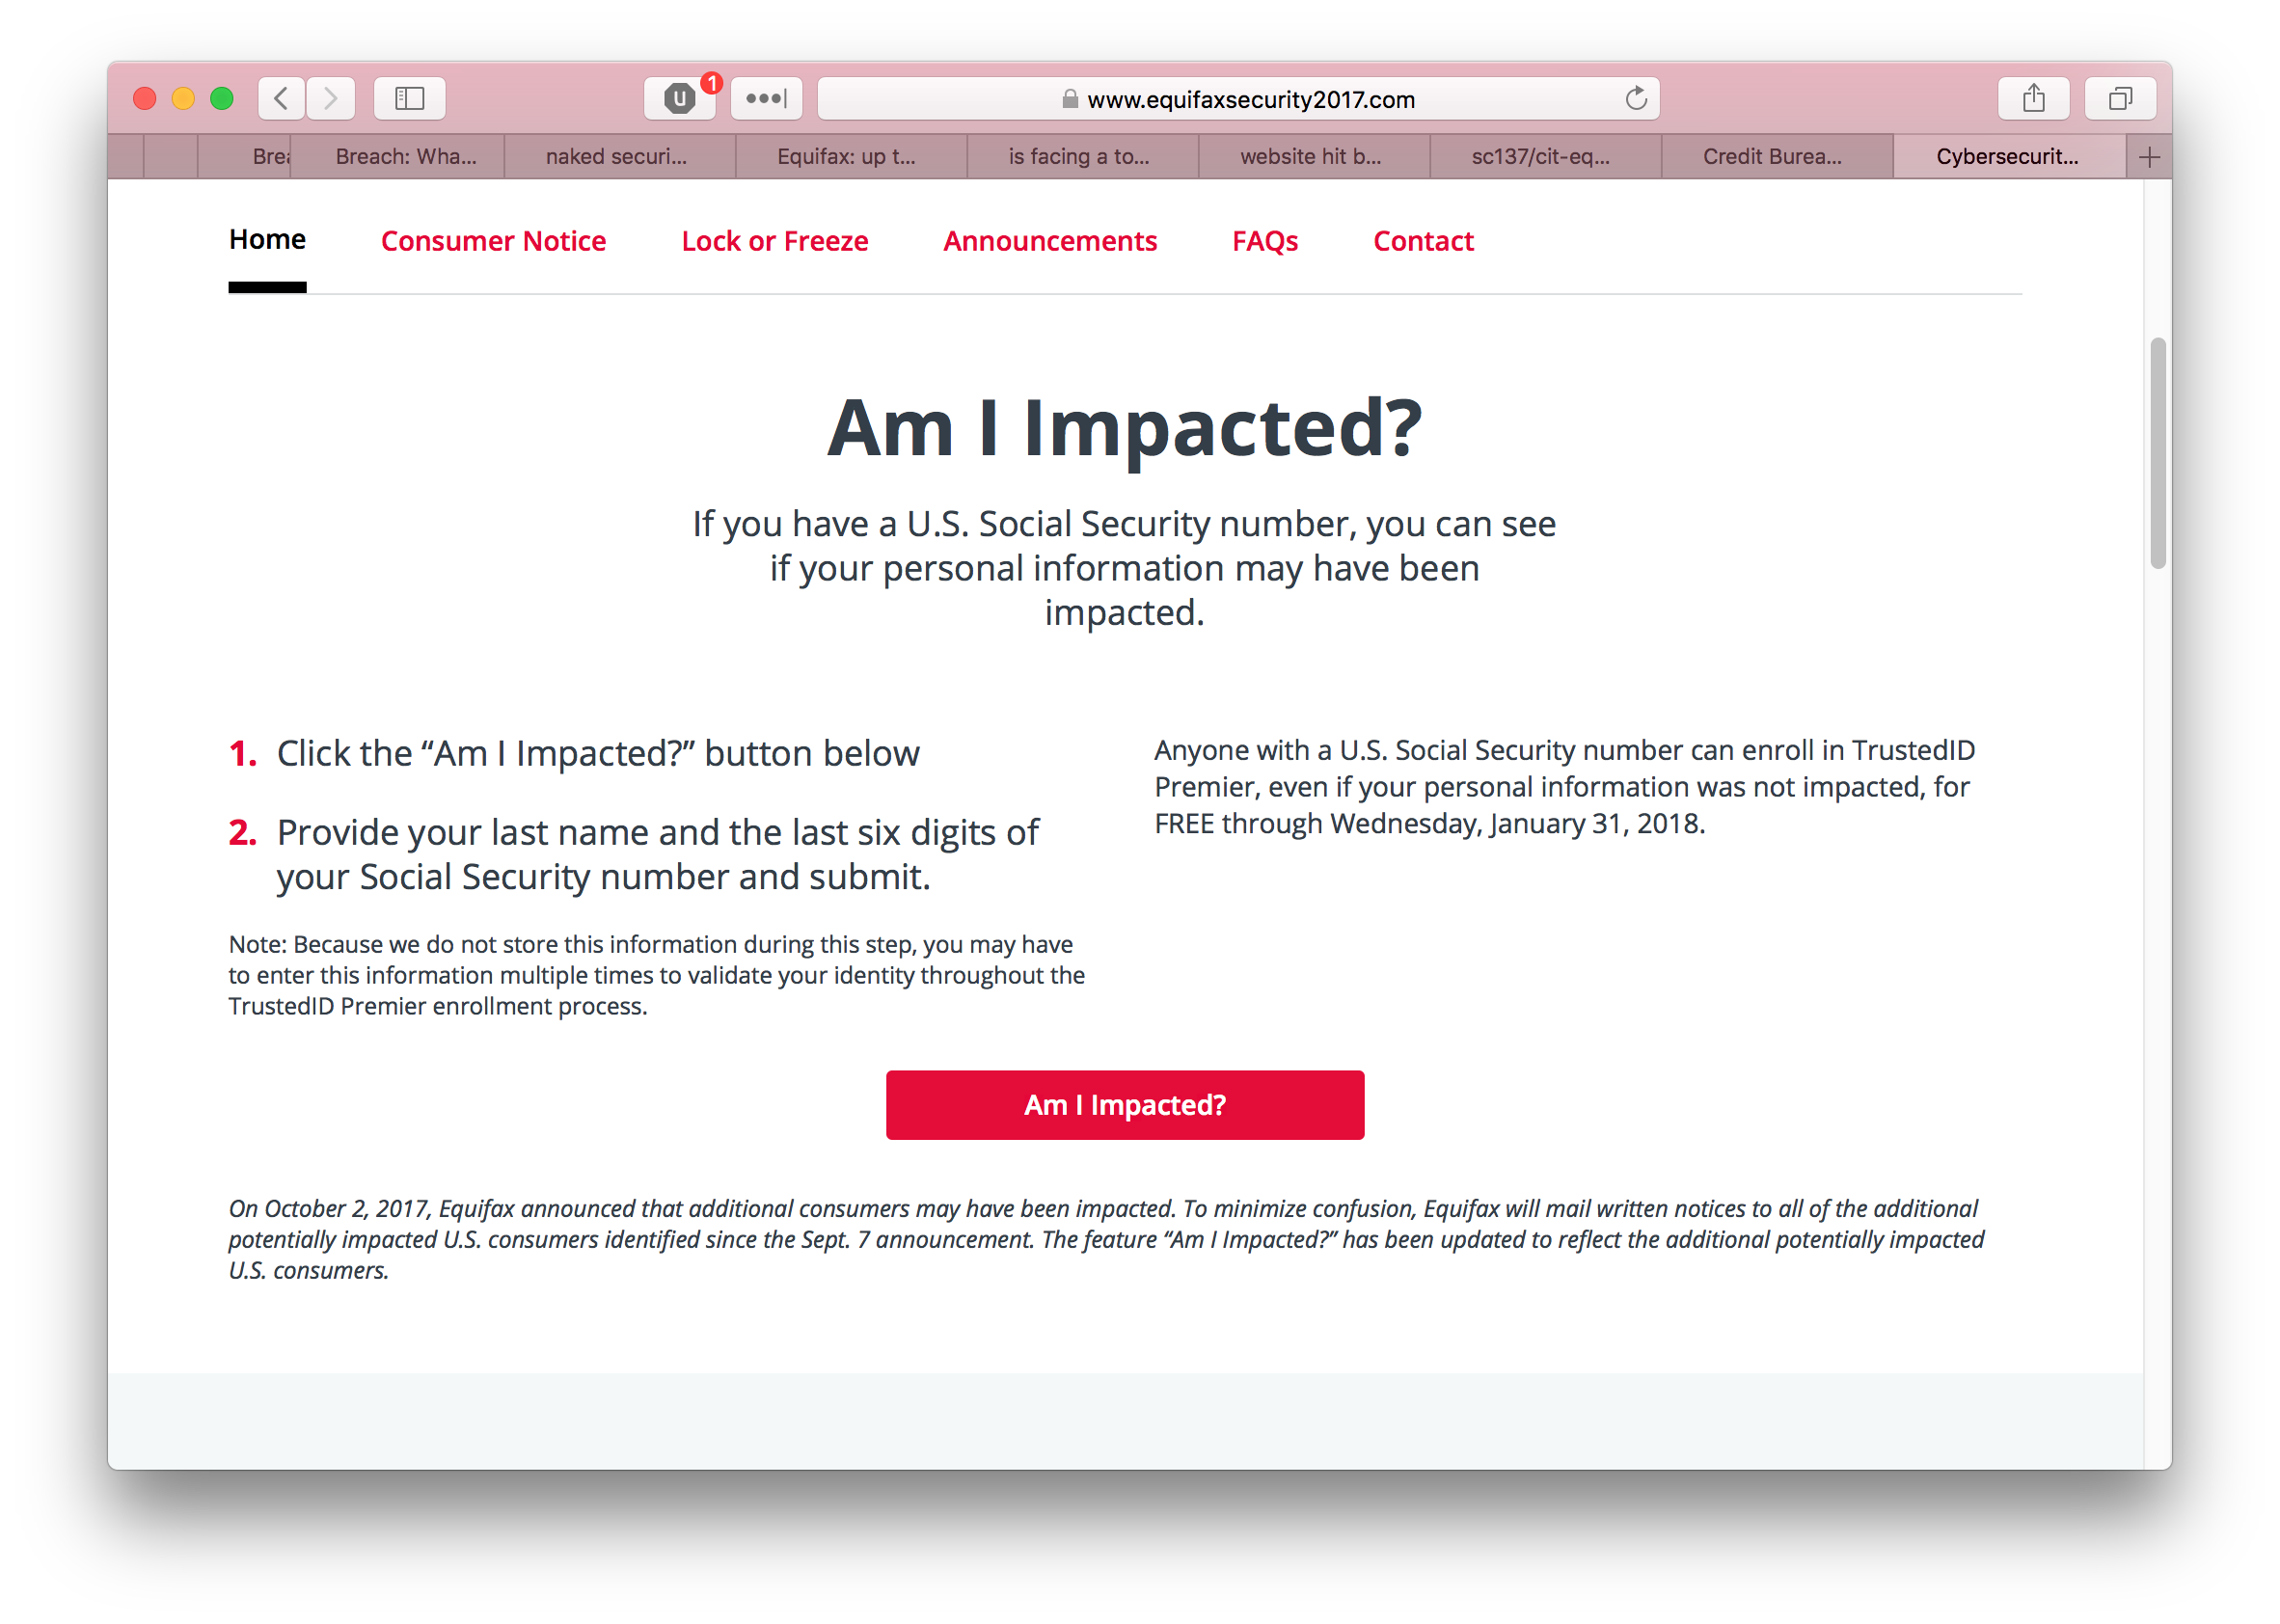 U 1
www.equifaxsecurity2017.com
Brea Breach: Wha... naked securi... Equifax: up t... is facing a to... website hit b... sc137/cit-eq... Credit Burea... Cybersecurit...
Home Consumer Notice Lock or Freeze Announcements FAQs Contact
Am I Impacted?
If you have a U.S. Social Security number, you can see
if your personal information may have been
impacted.
1. Click the “Am I Impacted?” button below
2. Provide your last name and the last six digits of
your Social Security number and submit.
Note: Because we do not store this information during this step, you may have
to enter this information multiple times to validate your identity throughout the
TrustedID Premier enrollment process.
Anyone with a U.S. Social Security number can enroll in TrustedID
Premier, even if your personal information was not impacted, for
FREE through Wednesday, January 31, 2018.
Am I Impacted?
On October 2, 2017, Equifax announced that additional consumers may have been impacted. To minimize confusion, Equifax will mail written notices to all of the additional
potentially impacted U.S. consumers identified since the Sept. 7 announcement. The feature “Am I Impacted?” has been updated to reflect the additional potentially impacted
U.S. consumers.